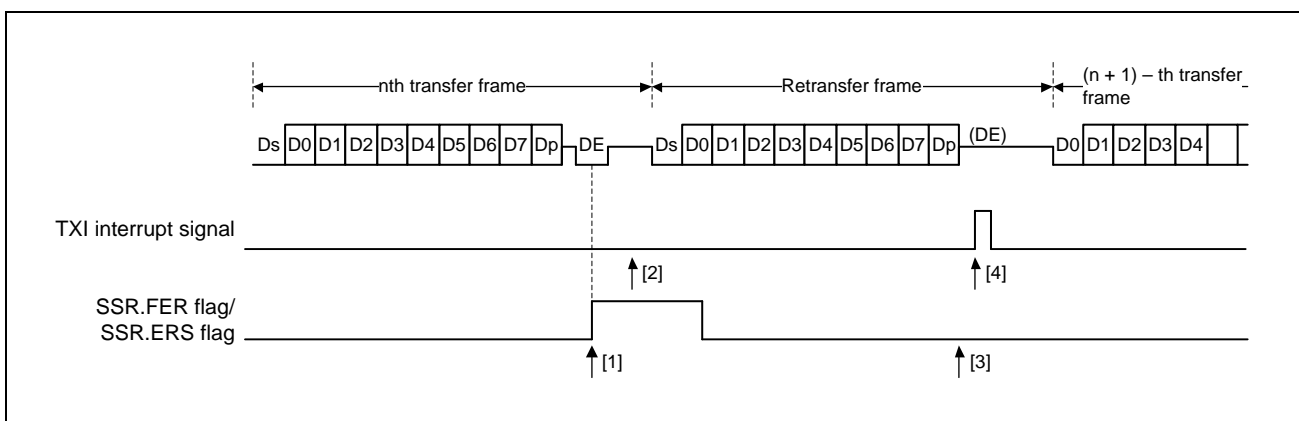 nth transfer frame
Retransfer frame
(n + 1) – th transfer
frame
Ds D0 D1 D2 D3 D4 D5 D6 D7 Dp DE Ds D0 D1 D2 D3 D4 D5 D6 D7 Dp (DE) D0 D1 D2 D3 D4
TXI interrupt signal
[2] [4]
SSR.FER flag/
SSR.ERS flag
[1] [3]